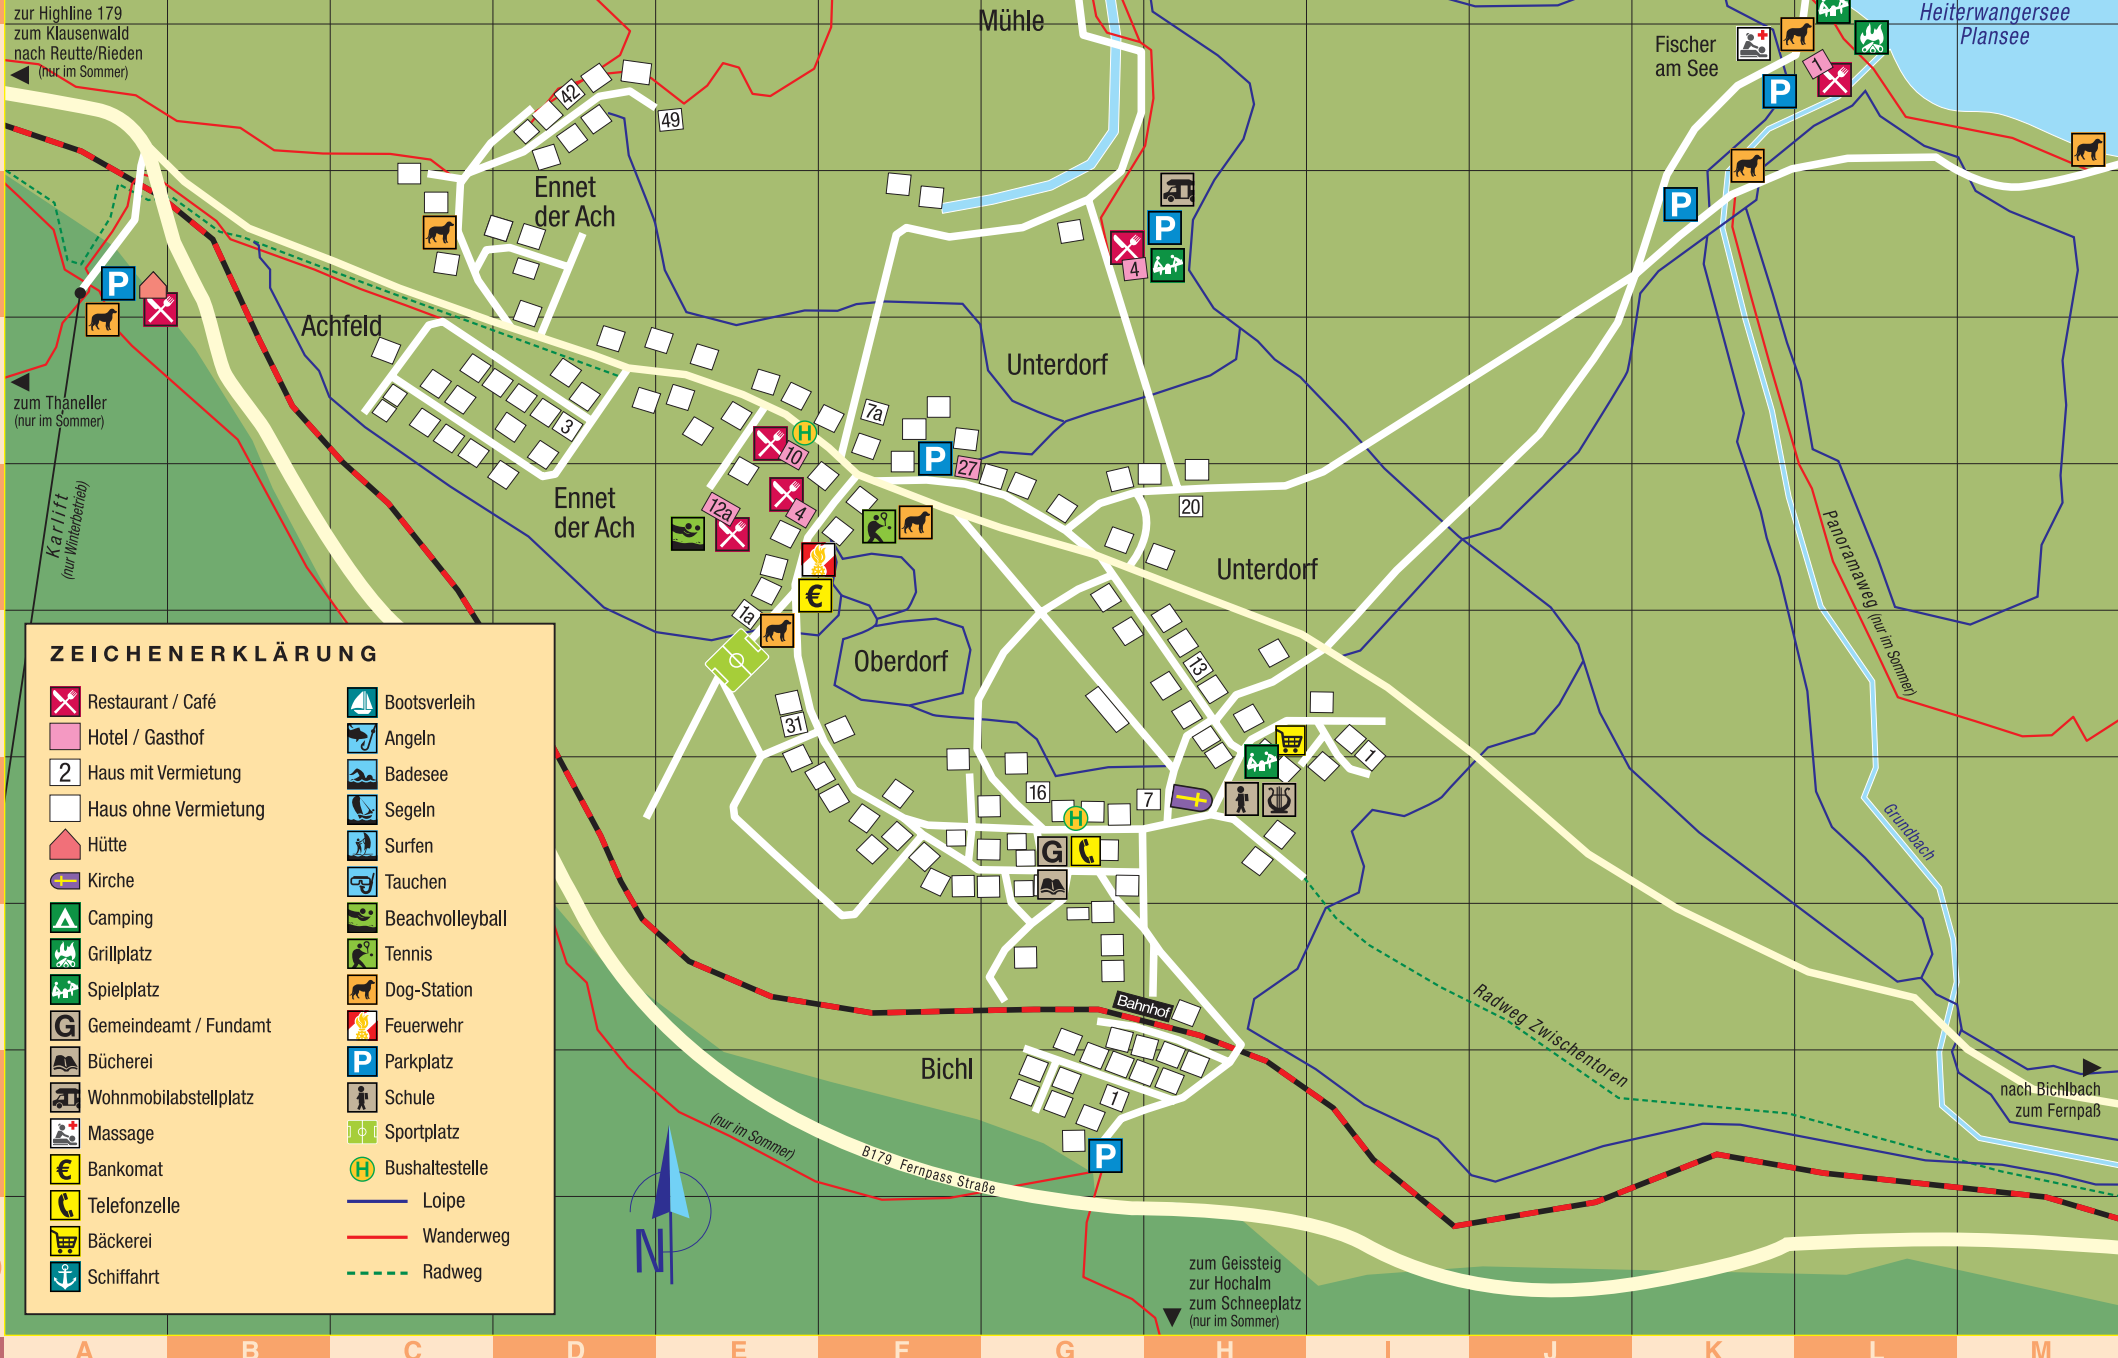 zur Highline 179
zum Klausenwald
nach Reutte/Rieden
(nur im Sommer)
Mühle
Heiterwangersee
Plansee
Fischer
am See
1
P
42
49
Ennet
der Ach
P
P
4
P
Achfeld
zum Thaneller
(nur im Sommer)
Unterdorf
3
7a
H
10
P
27
Karlift
(nur Winterbetrieb)
Ennet
der Ach
12a
4
20
Unterdorf
Panoramaweg (nur im Sommer)
€
1a
Oberdorf
13
31
1
16
7
H
G
Grundbach
Bahnhof
Radweg Zwischentoren
Bichl
1
P
nach Bichlbach
zum Fernpaß
(nur im Sommer)
B179 Fernpass Straße
N
zum Geissteig
zur Hochalm
zum Schneeplatz
(nur im Sommer)
ZEICHENERKLÄRUNG
Restaurant / Café
Hotel / Gasthof
2 Haus mit Vermietung
Haus ohne Vermietung
Hütte
Kirche
Camping
Grillplatz
Spielplatz
G Gemeindeamt / Fundamt
Bücherei
Wohnmobilabstellplatz
Massage
€ Bankomat
Telefonzelle
Bäckerei
Schiffahrt
Bootsverleih
Angeln
Badesee
Segeln
Surfen
Tauchen
Beachvolleyball
Tennis
Dog-Station
Feuerwehr
P Parkplatz
Schule
Sportplatz
H Bushaltestelle
Loipe
Wanderweg
Radweg
A B C D E F G H I J K L M